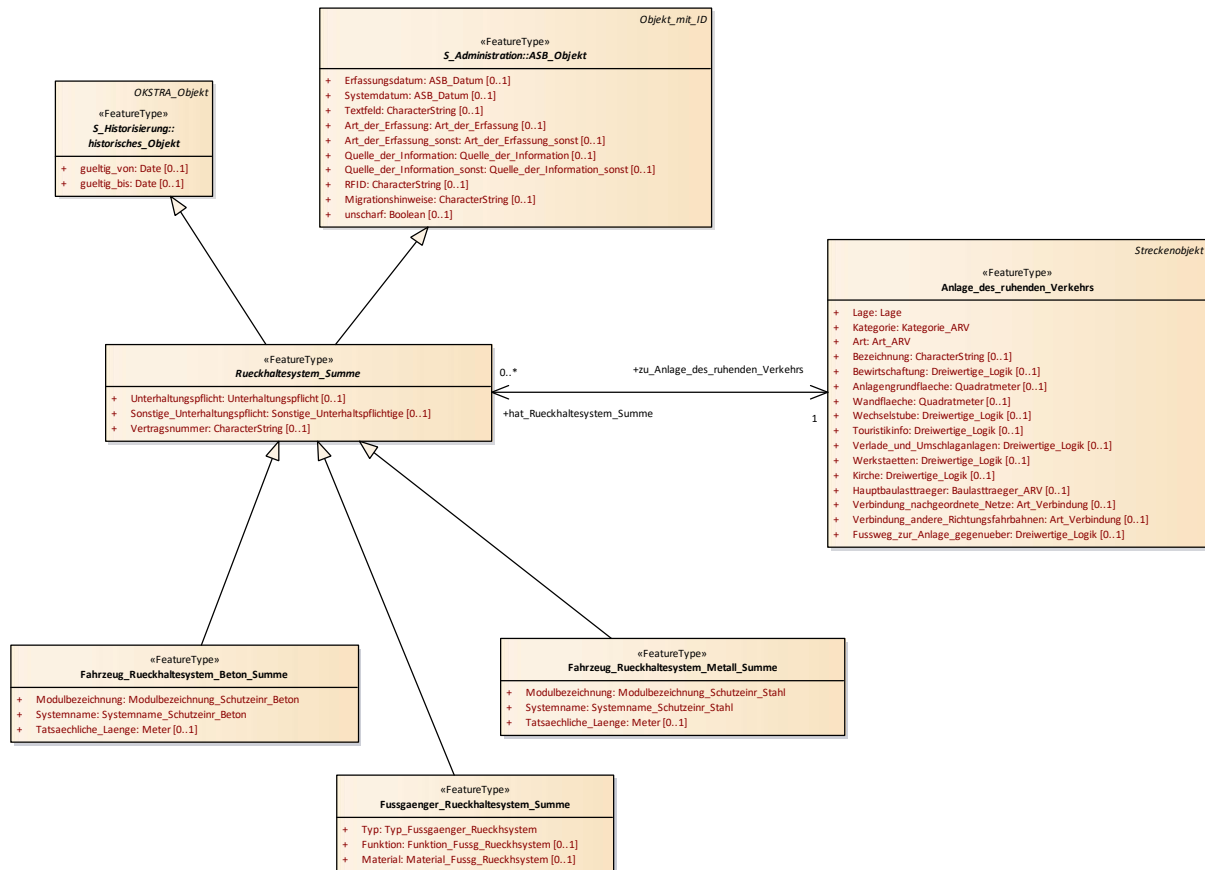 Objekt_mit_ID
«FeatureType»
S_Administration::ASB_Objekt
+ Erfassungsdatum: ASB_Datum [0..1]
+ Systemdatum: ASB_Datum [0..1]
+ Textfeld: CharacterString [0..1]
+ Art_der_Erfassung: Art_der_Erfassung [0..1]
+ Art_der_Erfassung_sonst: Art_der_Erfassung_sonst [0..1]
+ Quelle_der_Information: Quelle_der_Information [0..1]
+ Quelle_der_Information_sonst: Quelle_der_Information_sonst [0..1]
+ RFID: CharacterString [0..1]
+ Migrationshinweise: CharacterString [0..1]
+ unscharf: Boolean [0..1]
OKSTRA_Objekt
«FeatureType»
S_Historisierung::
historisches_Objekt
+ gueltig_von: Date [0..1]
+ gueltig_bis: Date [0..1]
Streckenobjekt
«FeatureType»
Anlage_des_ruhenden_Verkehrs
+ Lage: Lage
+ Kategorie: Kategorie_ARV
+ Art: Art_ARV
+ Bezeichnung: CharacterString [0..1]
+ Bewirtschaftung: Dreiwertige_Logik [0..1]
+ Anlagengrundflaeche: Quadratmeter [0..1]
+ Wandflaeche: Quadratmeter [0..1]
+ Wechselstube: Dreiwertige_Logik [0..1]
+ Touristikinfo: Dreiwertige_Logik [0..1]
+ Verlade_und_Umschlaganlagen: Dreiwertige_Logik [0..1]
+ Werkstaetten: Dreiwertige_Logik [0..1]
+ Kirche: Dreiwertige_Logik [0..1]
+ Hauptbaulasttraeger: Baulasttraeger_ARV [0..1]
+ Verbindung_nachgeordnete_Netze: Art_Verbindung [0..1]
+ Verbindung_andere_Richtungsfahrbahnen: Art_Verbindung [0..1]
+ Fussweg_zur_Anlage_gegenueber: Dreiwertige_Logik [0..1]
«FeatureType»
Rueckhaltesystem_Summe
+ Unterhaltungspflicht: Unterhaltungspflicht [0..1]
+ Sonstige_Unterhaltungspflicht: Sonstige_Unterhaltspflichtige [0..1]
+ Vertragsnummer: CharacterString [0..1]
0..*
+zu_Anlage_des_ruhenden_Verkehrs
+hat_Rueckhaltesystem_Summe
1
«FeatureType»
Fahrzeug_Rueckhaltesystem_Beton_Summe
+ Modulbezeichnung: Modulbezeichnung_Schutzeinr_Beton
+ Systemname: Systemname_Schutzeinr_Beton
+ Tatsaechliche_Laenge: Meter [0..1]
«FeatureType»
Fahrzeug_Rueckhaltesystem_Metall_Summe
+ Modulbezeichnung: Modulbezeichnung_Schutzeinr_Stahl
+ Systemname: Systemname_Schutzeinr_Stahl
+ Tatsaechliche_Laenge: Meter [0..1]
«FeatureType»
Fussgaenger_Rueckhaltesystem_Summe
+ Typ: Typ_Fussgaenger_Rueckhsystem
+ Funktion: Funktion_Fussg_Rueckhsystem [0..1]
+ Material: Material_Fussg_Rueckhsystem [0..1]